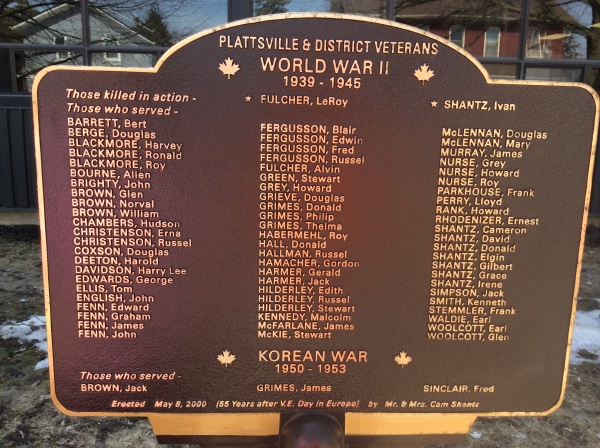 PLATTSVILLE & DISTRICT VETERANS
WORLD WAR II
1939 - 1945
Those killed in action - ★ FULCHER, LeRoy ★ SHANTZ, Ivan
Those who served -
BARRETT, Bert
BERGE, Douglas
BLACKMORE, Harvey
BLACKMORE, Ronald
BLACKMORE, Roy
BOURNE, Allen
BRIGHTY, John
BROWN, Glen
BROWN, Norval
BROWN, William
CHAMBERS, Hudson
CHRISTENSON, Erna
CHRISTENSON, Russel
COXSON, Douglas
DEETON, Harold
DAVIDSON, Harry Lee
EDWARDS, George
ELLIS, Tom
ENGLISH, John
FENN, Edward
FENN, Graham
FENN, James
FENN, John
FERGUSSON, Blair
FERGUSSON, Edwin
FERGUSSON, Fred
FERGUSSON, Russel
FULCHER, Alvin
GREEN, Stewart
GREY, Howard
GRIEVE, Douglas
GRIMES, Donald
GRIMES, Philip
GRIMES, Thelma
HABERMEHL, Roy
HALL, Donald
HALLMAN, Russel
HAMACHER, Gordon
HARMER, Gerald
HARMER, Jack
HILDERLEY, Edith
HILDERLEY, Russel
HILDERLEY, Stewart
KENNEDY, Malcolm
McFARLANE, James
McKIE, Stewart
McLENNAN, Douglas
McLENNAN, Mary
MURRAY, James
NURSE, Grey
NURSE, Howard
NURSE, Roy
PARKHOUSE, Frank
PERRY, Lloyd
RANK, Howard
RHODENIZER, Ernest
SHANTZ, Cameron
SHANTZ, David
SHANTZ, Donald
SHANTZ, Elgin
SHANTZ, Gilbert
SHANTZ, Grace
SHANTZ, Irene
SIMPSON, Jack
SMITH, Kenneth
STEMMLER, Frank
WALDIE, Earl
WOOLCOTT, Earl
WOOLCOTT, Glen
KOREAN WAR
1950 - 1953
Those who served -
BROWN, Jack GRIMES, James SINCLAIR, Fred
Erected May 8, 2000 (55 Years after V.E. Day in Europe) by Mr. & Mrs. Cam Shantz